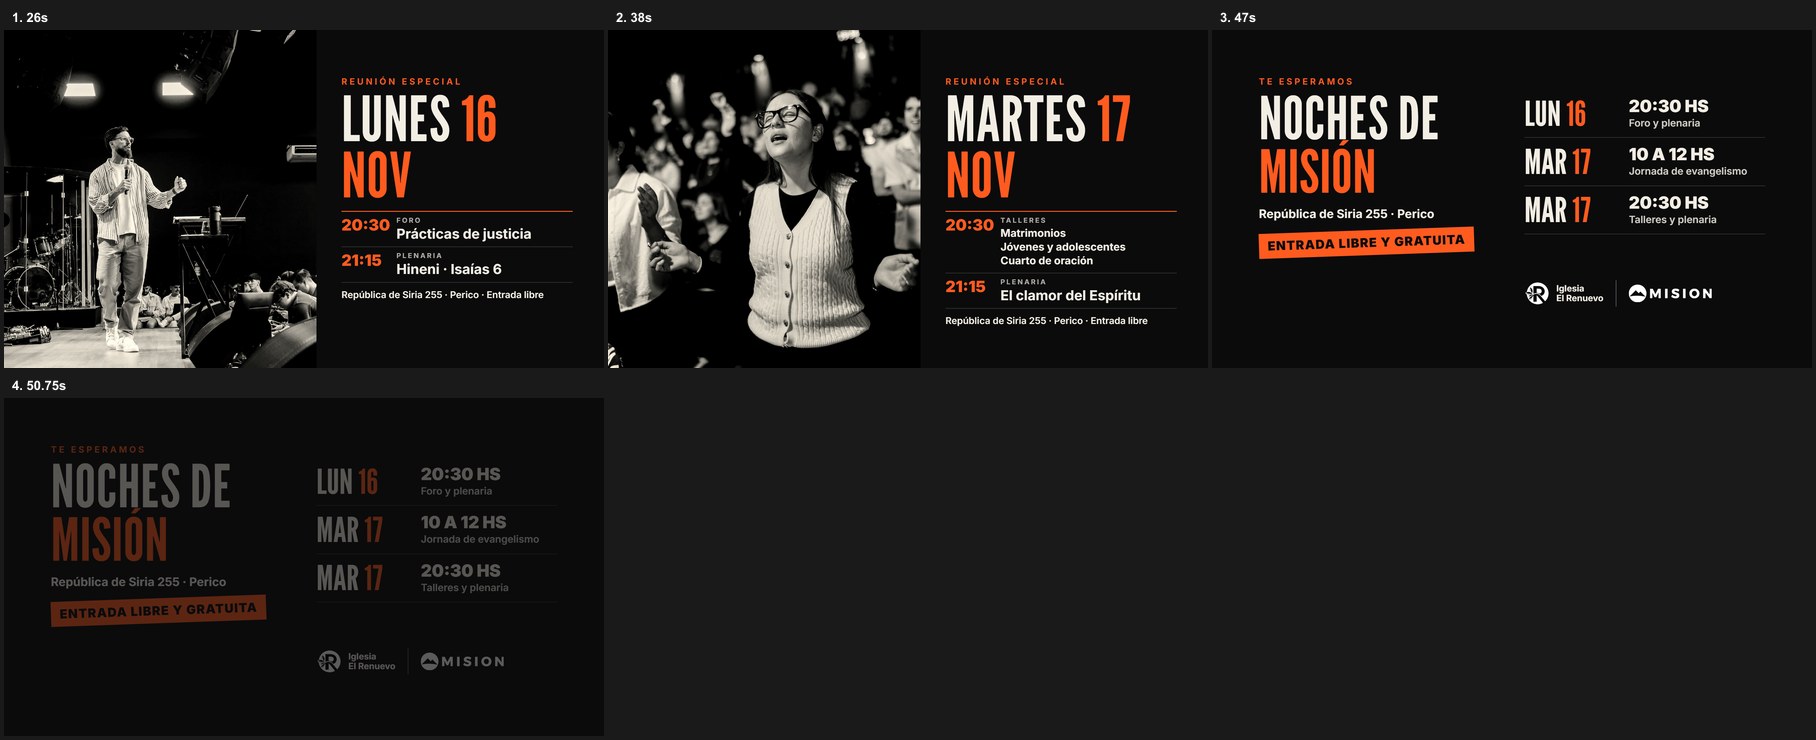 1. 26s
REUNIÓN ESPECIAL
LUNES 16
NOV
20:30 FORO
Prácticas de justicia
21:15 PLENARIA
Hineni · Isaías 6
República de Siria 255 · Perico · Entrada libre
2. 38s
REUNIÓN ESPECIAL
MARTES 17
NOV
20:30 TALLERES
Matrimonios
Jóvenes y adolescentes
Cuarto de oración
21:15 PLENARIA
El clamor del Espíritu
República de Siria 255 · Perico · Entrada libre
3. 47s
TE ESPERAMOS
NOCHES DE
MISIÓN
República de Siria 255 · Perico
ENTRADA LIBRE Y GRATUITA
LUN 16 20:30 HS
Foro y plenaria
MAR 17 10 A 12 HS
Jornada de evangelismo
MAR 17 20:30 HS
Talleres y plenaria
Iglesia
El Renuevo
MISION
4. 50.75s
TE ESPERAMOS
NOCHES DE
MISIÓN
República de Siria 255 · Perico
ENTRADA LIBRE Y GRATUITA
LUN 16 20:30 HS
Foro y plenaria
MAR 17 10 A 12 HS
Jornada de evangelismo
MAR 17 20:30 HS
Talleres y plenaria
Iglesia
El Renuevo
MISION